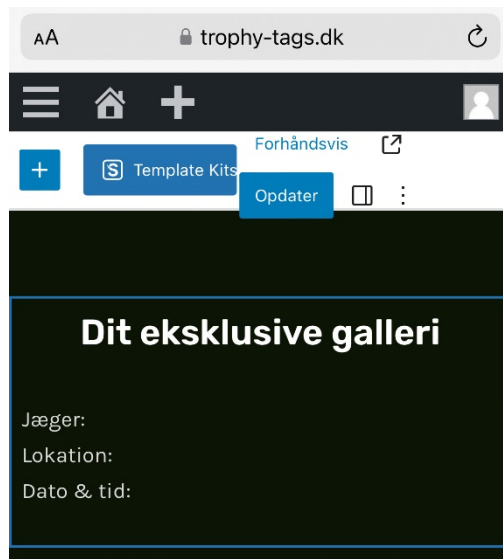 AA
trophy-tags.dk
Forhåndsvis
S Template Kits
Opdater
Dit eksklusive galleri
Jæger:
Lokation:
Dato & tid: